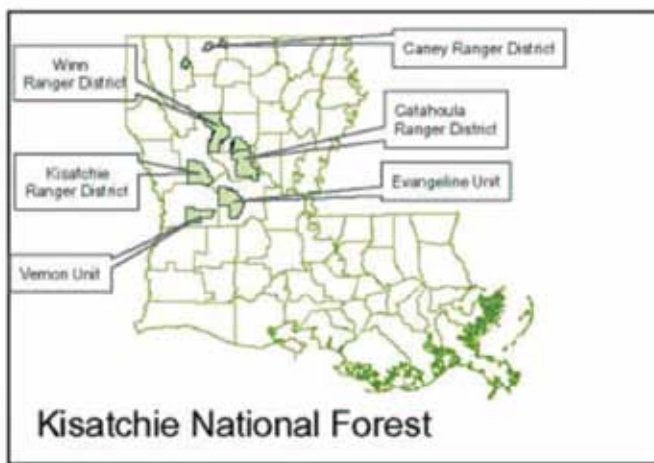 Winn
Ranger District
Caney Ranger District
Catahoula
Ranger District
Kisatchie
Ranger District
Evangeline Unit
Vernon Unit
Kisatchie National Forest